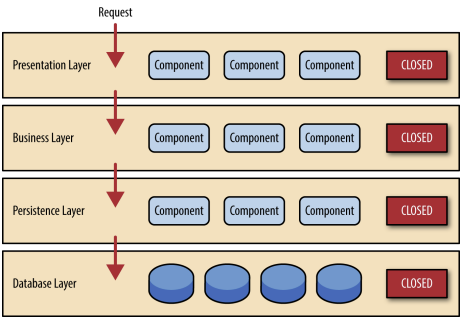 Request
Presentation Layer Component Component Component CLOSED
Business Layer Component Component Component CLOSED
Persistence Layer Component Component Component CLOSED
Database Layer CLOSED